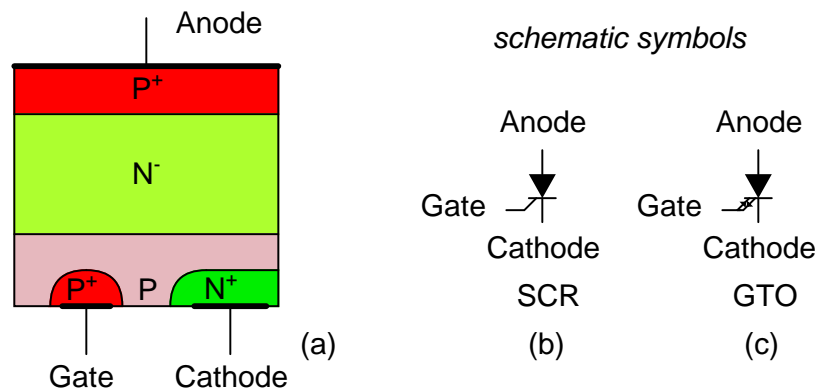 Anode
P+
N-
P+
P
N+
Gate
Cathode
(a)
schematic symbols
Anode
Gate
Cathode
SCR
(b)
Anode
Gate
Cathode
GTO
(c)